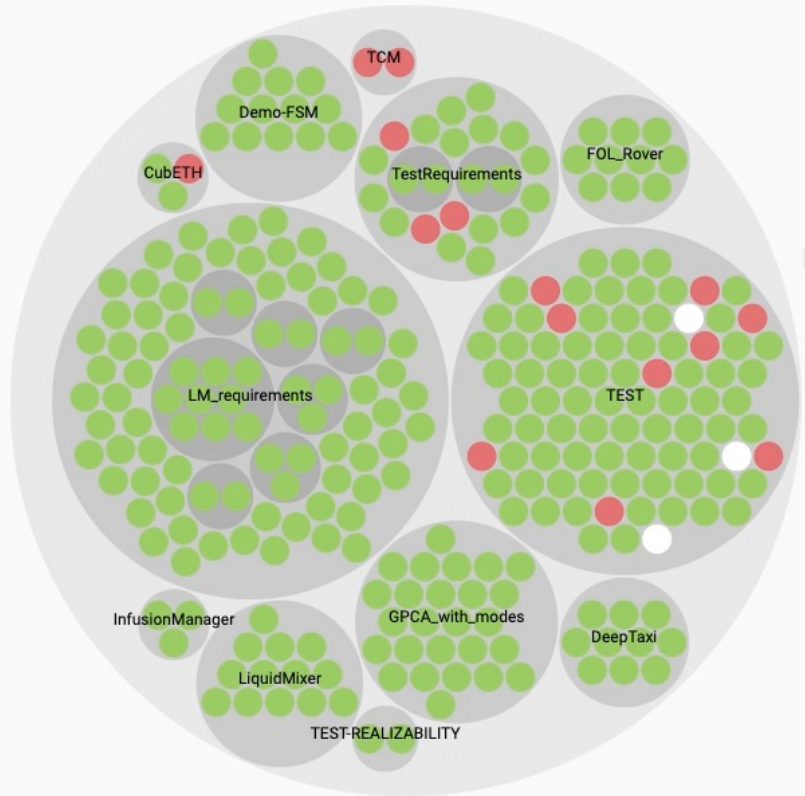 TCM
Demo-FSM
FOL_Rover
CubETH
TestRequirements
LM_requirements
TEST
InfusionManager
GPCA_with_modes
DeepTaxi
LiquidMixer
TEST-REALIZABILITY